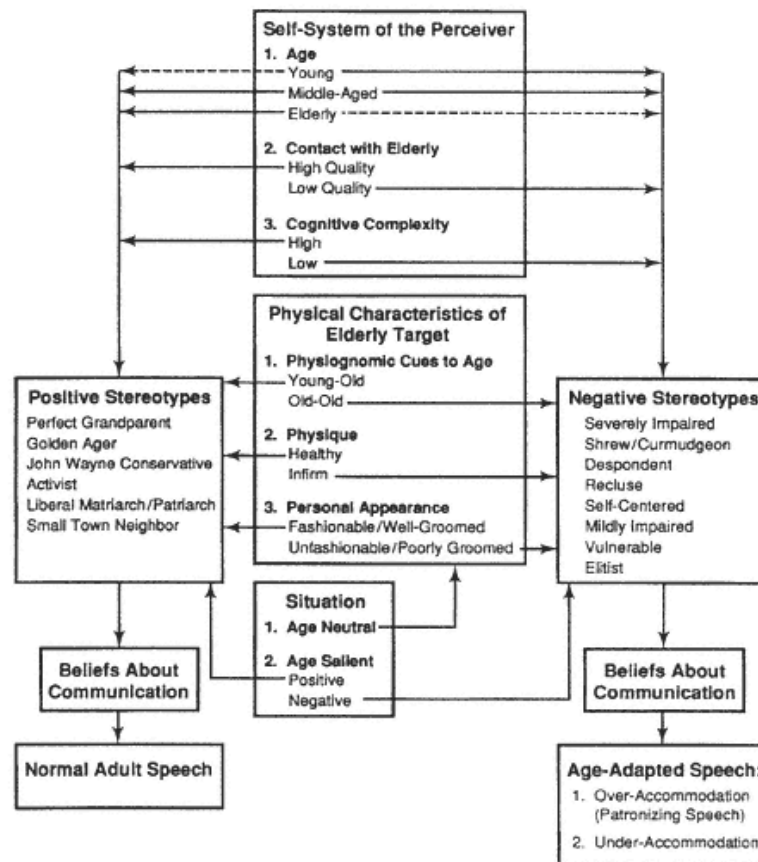 Self-System of the Perceiver
1. Age
Young
Middle-Aged
Elderly
2. Contact with Elderly
High Quality
Low Quality
3. Cognitive Complexity
High
Low
Physical Characteristics of
Elderly Target
1. Physiognomic Cues to Age
Young-Old
Old-Old
2. Physique
Healthy
Infirm
3. Personal Appearance
Fashionable/Well-Groomed
Unfashionable/Poorly Groomed
Positive Stereotypes
Perfect Grandparent
Golden Ager
John Wayne Conservative
Activist
Liberal Matriarch/Patriarch
Small Town Neighbor
Negative Stereotypes
Severely Impaired
Shrew/Curmudgeon
Despondent
Recluse
Self-Centered
Mildly Impaired
Vulnerable
Elitist
Situation
1. Age Neutral
2. Age Salient
Positive
Negative
Beliefs About
Communication
Normal Adult Speech
Beliefs About
Communication
Age-Adapted Speech:
1. Over-Accommodation
(Patronizing Speech)
2. Under-Accommodation